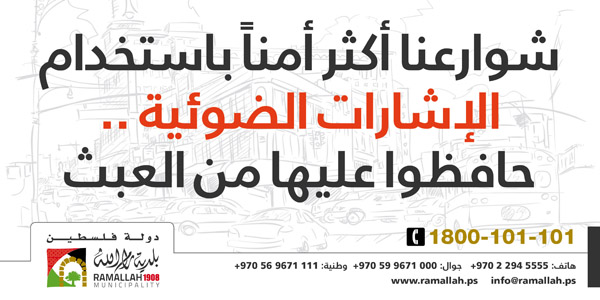 شوارعنا أكثر أمناً باستخدام
الإشارات الضوئية ..
حافظوا عليها من العبث
1800-101-101
هاتف: 5555 294 2 970+ جوال: 000 9671 59 970+ وطنية: 111 9671 56 970+
www.ramallah.ps info@ramallah.ps
دولة فلسطين
بلدية رام الله
RAMALLAH 1908
MUNICIPALITY